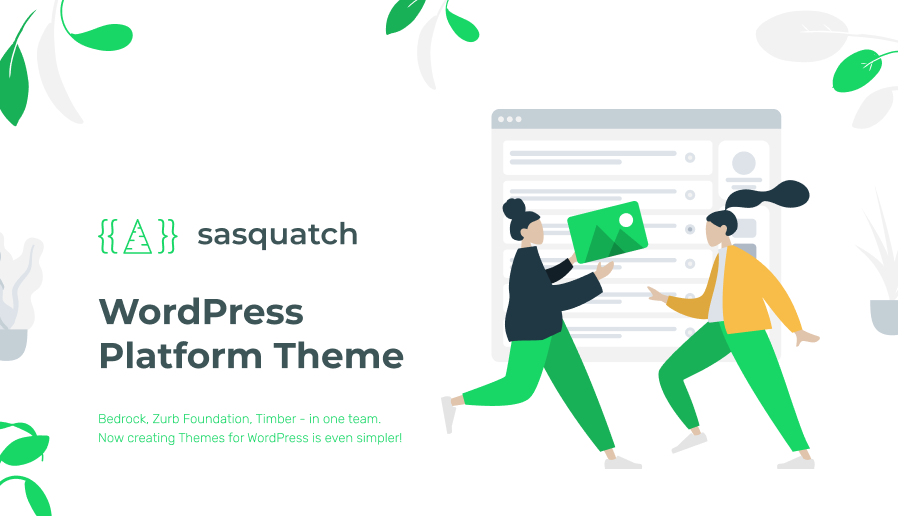 sasquatch
WordPress
Platform Theme
Bedrock, Zurb Foundation, Timber - in one team.
Now creating Themes for WordPress is even simpler!